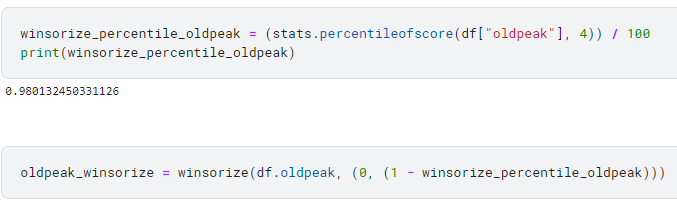 winsorize_percentile_oldpeak = (stats.percentileofscore(df["oldpeak"], 4)) / 100
print(winsorize_percentile_oldpeak)
0.980132450331126
oldpeak_winsorize = winsorize(df.oldpeak, (0, (1 - winsorize_percentile_oldpeak)))